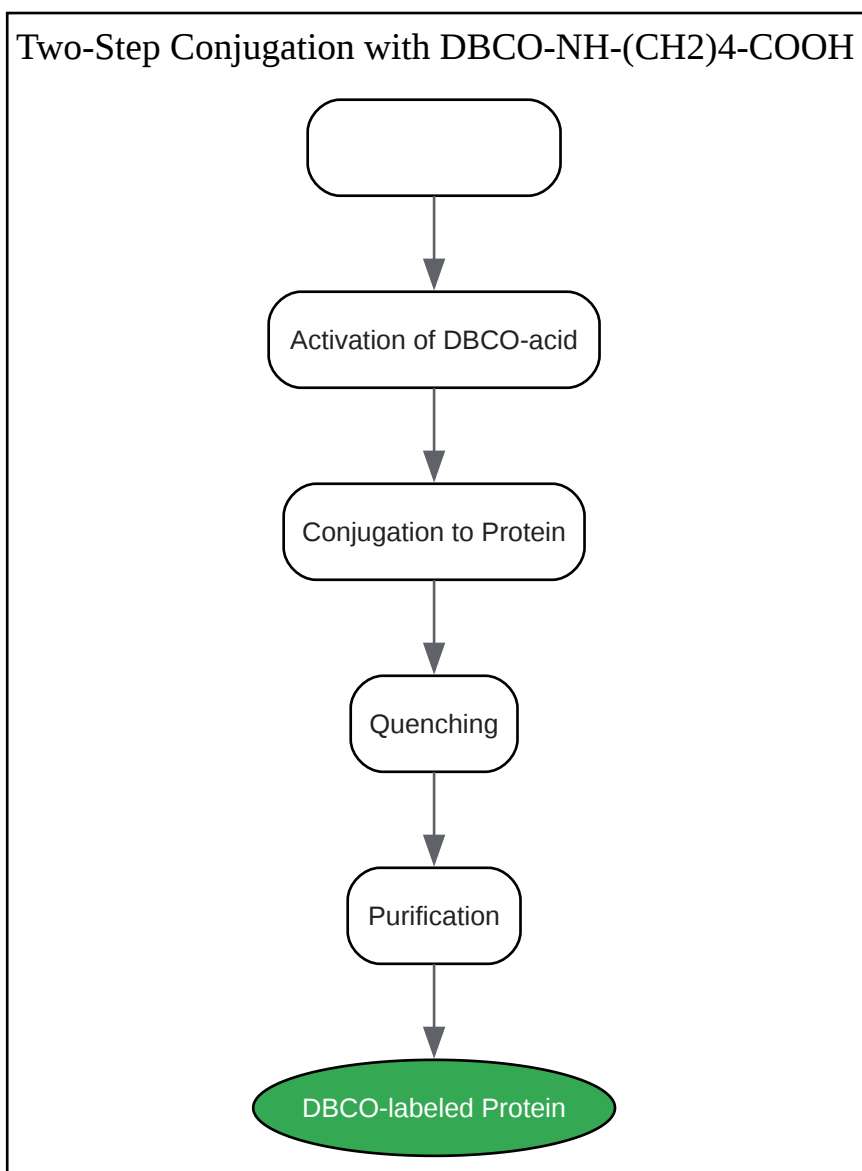 Two-Step Conjugation with DBCO-NH-(CH2)4-COOH
Activation of DBCO-acid
Conjugation to Protein
Quenching
Purification
DBCO-labeled Protein